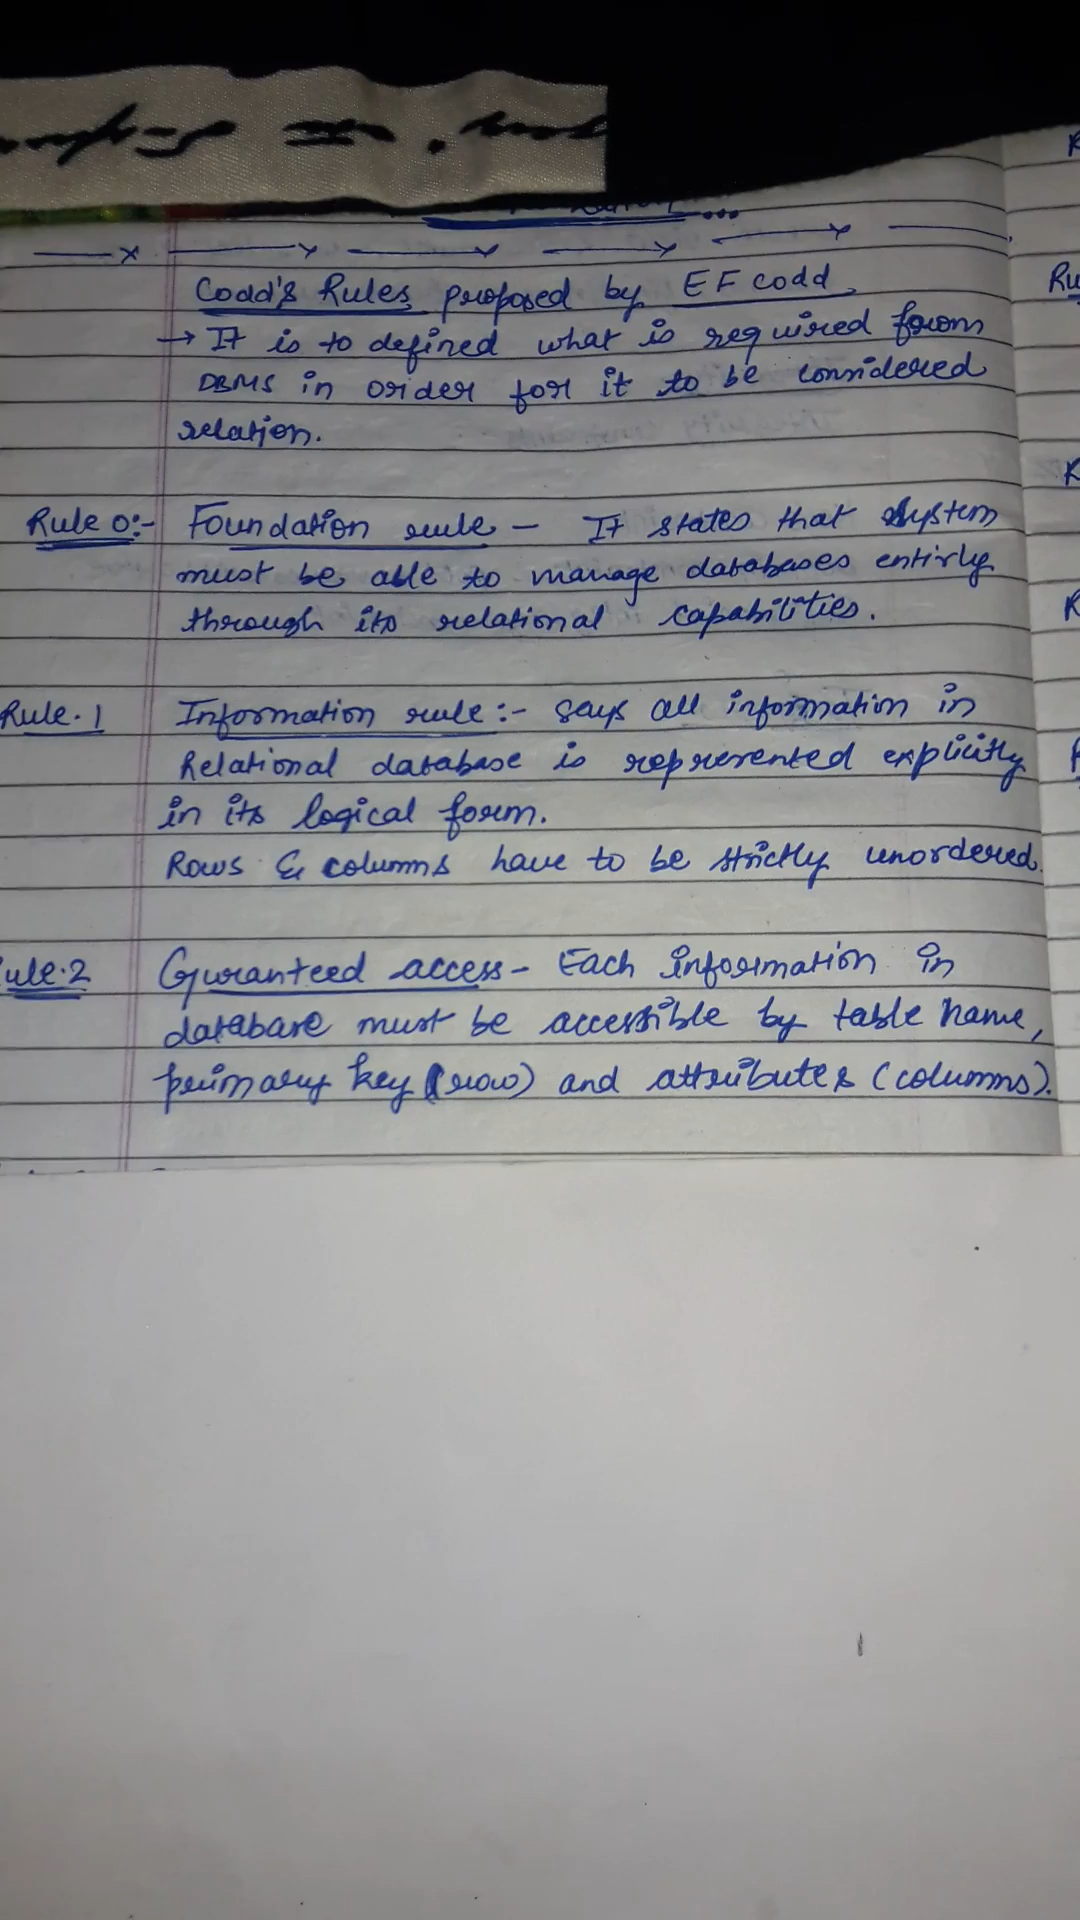 Codd's Rules proposed by EF codd.
→ It is to defined what is required from
DBMS in order for it to be considered
relation.
Rule 0:- Foundation rule - It states that system
must be able to manage databases entirly
through its relational capabilities.
Rule. 1 Information rule:- says all information in
Relational database is represented explicitly
in its logical form.
Rows & columns have to be strictly unordered.
ule.2 Guranteed access - Each information in
database must be accessible by table name,
primary key (row) and attributes (columns).
Ru